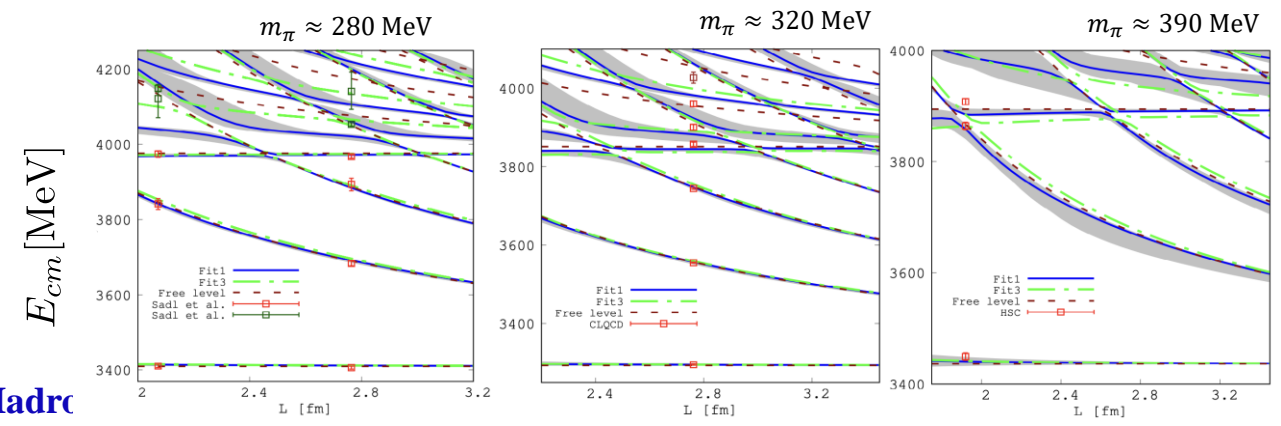 m_π ≈ 280 MeV
m_π ≈ 320 MeV
m_π ≈ 390 MeV
E_cm [MeV]
4200
4000
3800
3600
3400
2
2.4
2.8
3.2
L [fm]
Fit1
Fit3
Free level
Sadl et al.
Sadl et al.
4000
3800
3600
3400
2.4
2.8
3.2
L [fm]
Fit1
Fit3
Free level
CLQCD
4000
3800
3600
3400
2
2.4
2.8
3.2
L [fm]
Fit1
Fit3
Free level
HSC